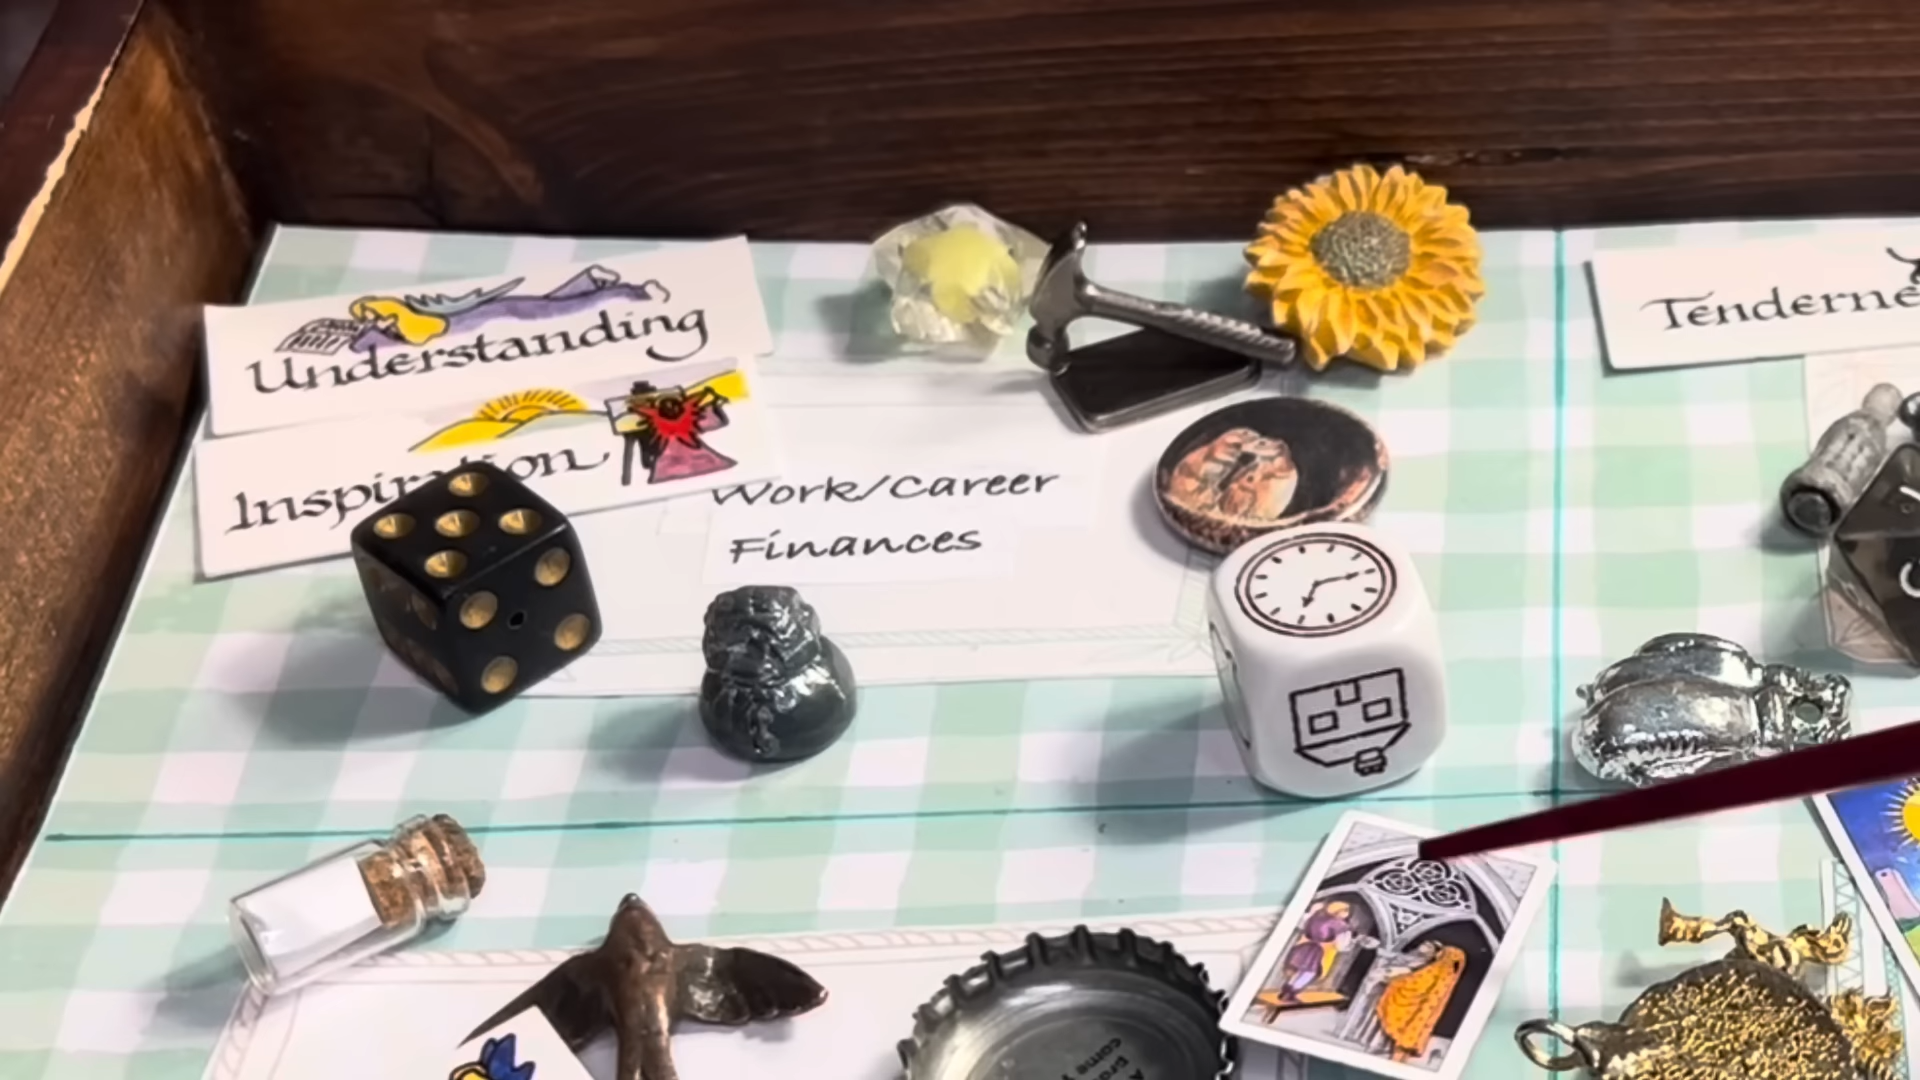 Understanding
Inspiration
Work/Career
Finances